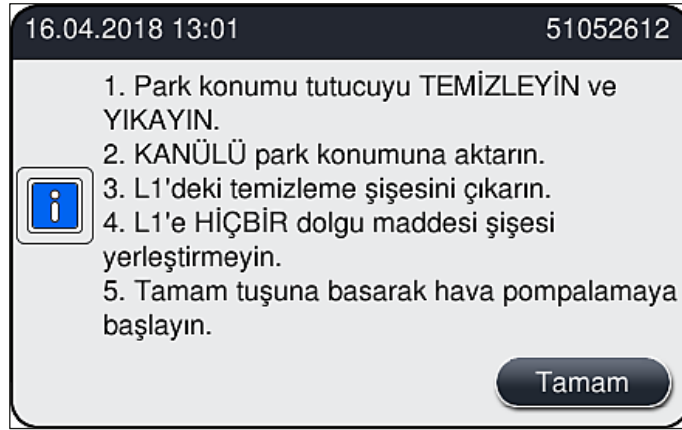 16.04.2018 13:01 51052612
1. Park konumu tutucuyu TEMİZLEYİN ve
YIKAYIN.
2. KANÜLÜ park konumuna aktarın.
3. L1'deki temizleme şişesini çıkarın.
4. L1'e HİÇBİR dolgu maddesi şişesi
yerleştirmeyin.
5. Tamam tuşuna basarak hava pompalamaya
başlayın.
Tamam